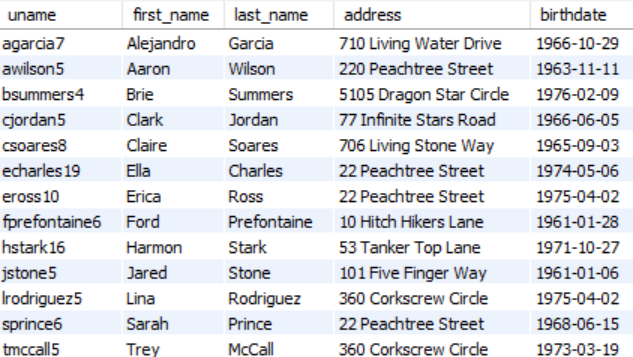 uname first_name last_name address birthdate
agarcia7 Alejandro Garcia 710 Living Water Drive 1966-10-29
awilson5 Aaron Wilson 220 Peachtree Street 1963-11-11
bsummers4 Brie Summers 5105 Dragon Star Circle 1976-02-09
cjordan5 Clark Jordan 77 Infinite Stars Road 1966-06-05
csoares8 Claire Soares 706 Living Stone Way 1965-09-03
echarles19 Ella Charles 22 Peachtree Street 1974-05-06
eross10 Erica Ross 22 Peachtree Street 1975-04-02
fprefontaine6 Ford Prefontaine 10 Hitch Hikers Lane 1961-01-28
hstark16 Harmon Stark 53 Tanker Top Lane 1971-10-27
jstone5 Jared Stone 101 Five Finger Way 1961-01-06
lrodriguez5 Lina Rodriguez 360 Corkscrew Circle 1975-04-02
sprince6 Sarah Prince 22 Peachtree Street 1968-06-15
tmccall5 Trey McCall 360 Corkscrew Circle 1973-03-19